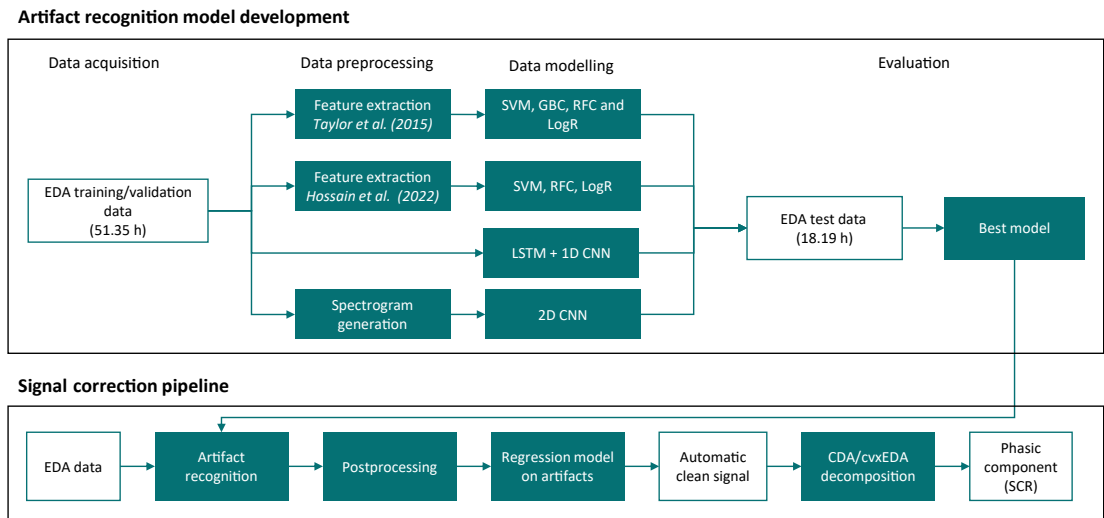 Artifact recognition model development
Data acquisition
Data preprocessing
Data modelling
Evaluation
Feature extraction
Taylor et al. (2015)
SVM, GBC, RFC and
LogR
EDA training/validation
data
(51.35 h)
Feature extraction
Hossain et al. (2022)
SVM, RFC, LogR
EDA test data
(18.19 h)
Best model
LSTM + 1D CNN
Spectrogram
generation
2D CNN
Signal correction pipeline
EDA data
Artifact
recognition
Postprocessing
Regression model
on artifacts
Automatic
clean signal
CDA/cvxEDA
decomposition
Phasic
component
(SCR)